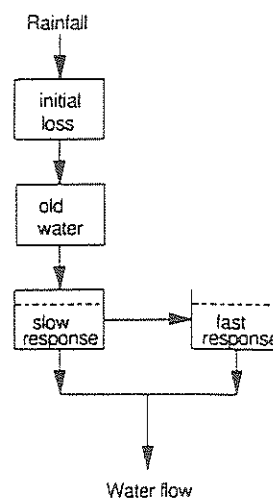 Rainfall
initial
loss
old
water
slow
response
fast
response
Water flow